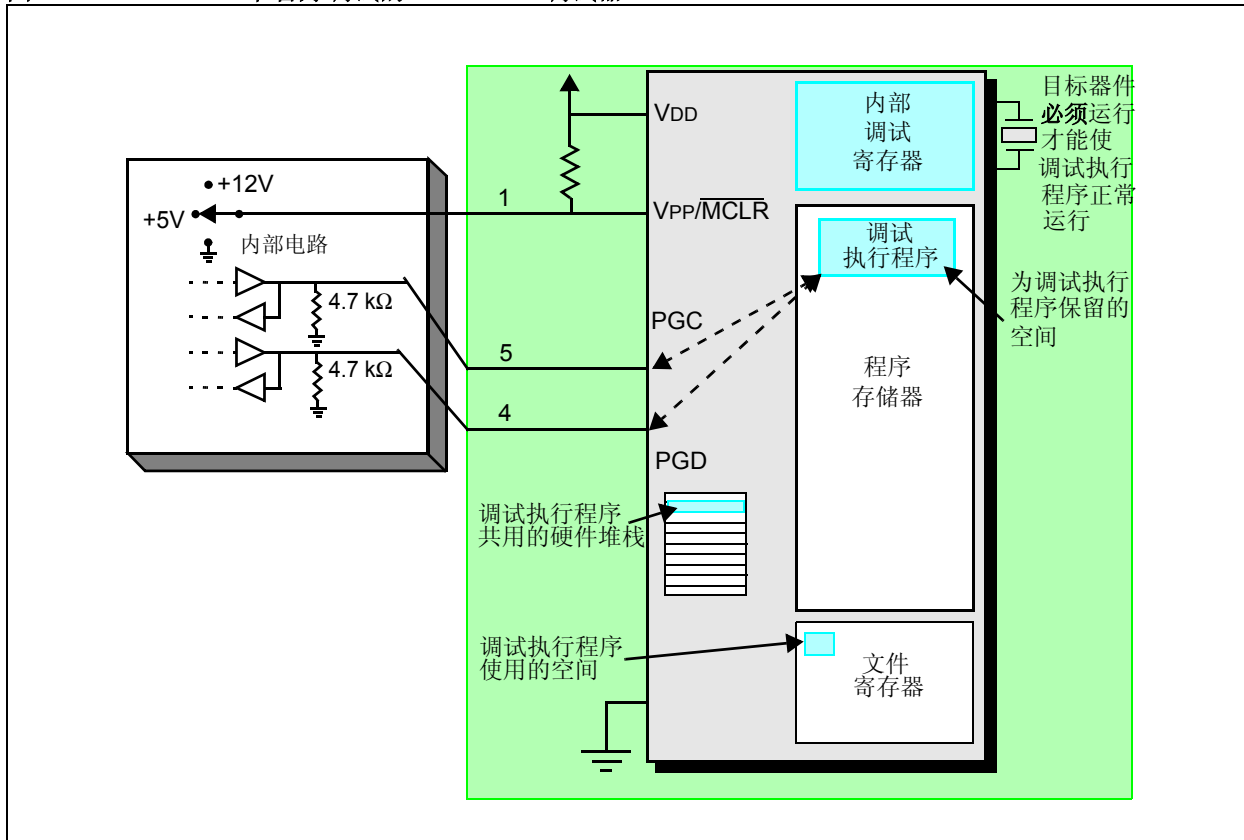 +12V
+5V
内部电路
4.7 kΩ
4.7 kΩ
1
5
4
VDD
VPP/MCLR
PGC
PGD
内部
调试
寄存器
调试
执行程序
程序
存储器
文件
寄存器
目标器件
必须运行
才能使
调试执行
程序正常
运行
为调试执行
程序保留的
空间
调试执行程序
共用的硬件堆栈
调试执行程序
使用的空间